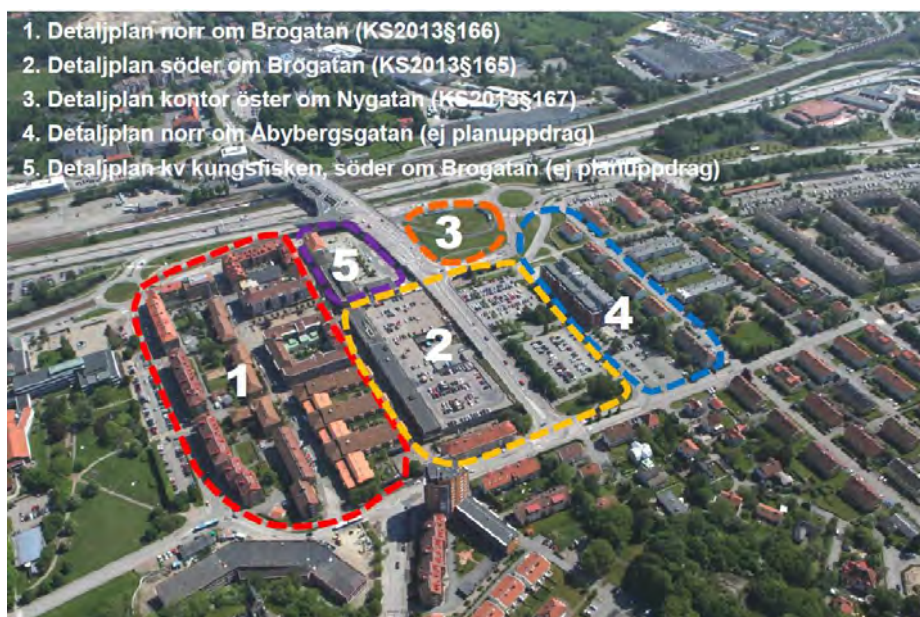 1. Detaljplan norr om Brogatan (KS2013§166)
2. Detaljplan söder om Brogatan (KS2013§165)
3. Detaljplan kontor öster om Nygatan (KS2013§167)
4. Detaljplan norr om Åbybergsgatan (ej planuppdrag)
5. Detaljplan kv kungsfisken, söder om Brogatan (ej planuppdrag)
3
5
4
2
1